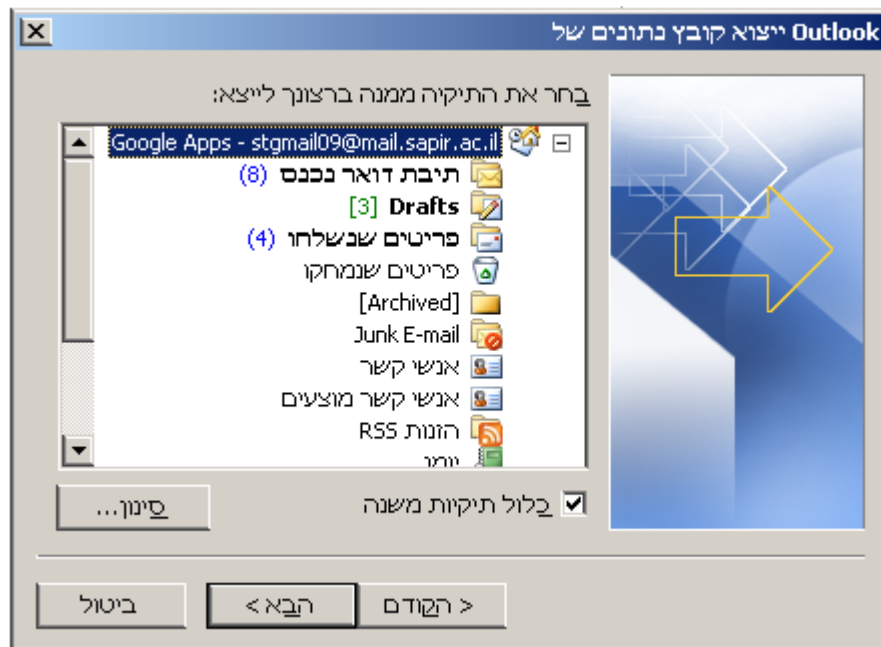 ייצוא קובץ נתונים של Outlook
בחר את התיקיה ממנה ברצונך לייצא:
Google Apps - stgmail09@mail.sapir.ac.il
תיבת דואר נכנס (8)
Drafts [3]
פריטים שנשלחו (4)
פריטים שנמחקו
[Archived]
Junk E-mail
אנשי קשר
אנשי קשר מוצעים
הזנות RSS
יומן
כלול תיקיות משנה
סינון...
< הקודם
הבא >
ביטול